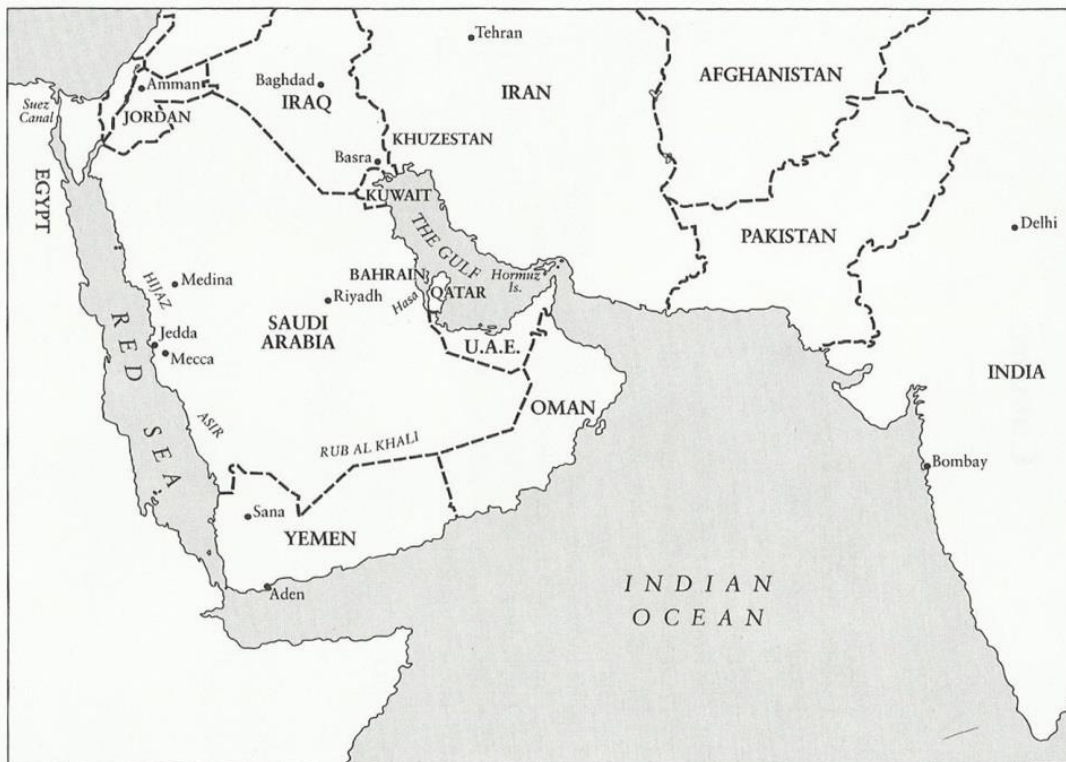 Tehran
AFGHANISTAN
Amman
Baghdad
IRAQ
IRAN
Suez
Canal
JORDAN
KHUZESTAN
Basra
EGYPT
KUWAIT
THE GULF
Delhi
PAKISTAN
HIJAZ
Medina
BAHRAIN
Hormuz
Is.
Hasa
QATAR
Riyadh
RED SEA
Jedda
Mecca
SAUDI
ARABIA
U.A.E.
INDIA
OMAN
ASIR
RUB AL KHALI
Bombay
Sana
YEMEN
Aden
INDIAN
OCEAN